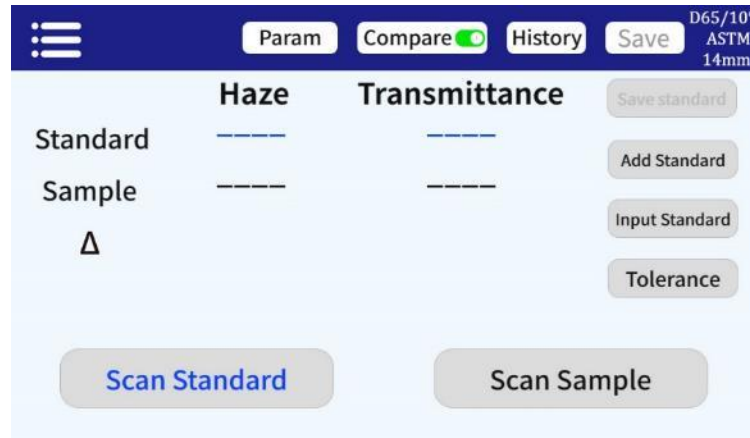 Param Compare History Save D65/10°
ASTM
14mm
Haze Transmittance Save standard
Standard ---- ----
Add Standard
Sample ---- ----
Input Standard
Δ
Tolerance
Scan Standard Scan Sample